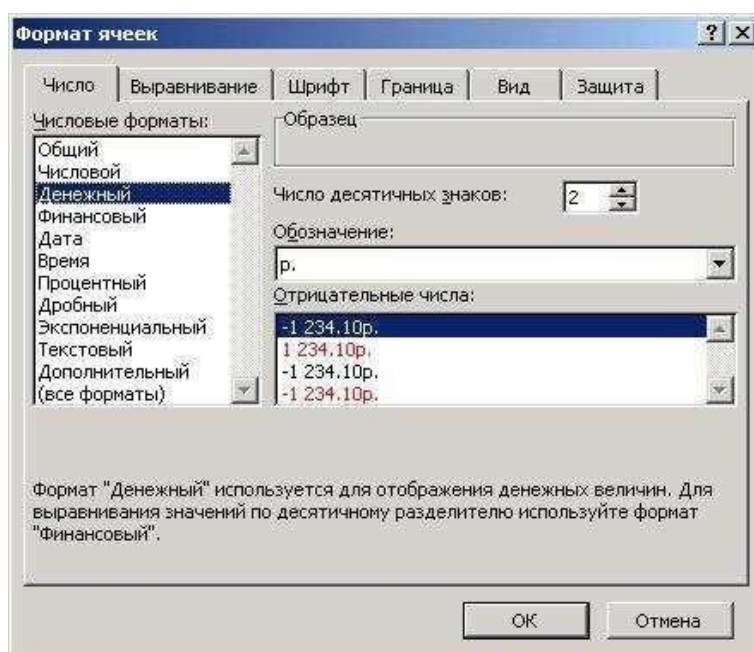 Формат ячеек
Число Выравнивание Шрифт Граница Вид Защита
Числовые форматы:
Общий
Числовой
Денежный
Финансовый
Дата
Время
Процентный
Дробный
Экспоненциальный
Текстовый
Дополнительный
(все форматы)
Образец
Число десятичных знаков: 2
Обозначение:
р.
Отрицательные числа:
-1 234.10р.
1 234.10р.
-1 234.10р.
-1 234.10р.
Формат "Денежный" используется для отображения денежных величин. Для
выравнивания значений по десятичному разделителю используйте формат
"Финансовый".
ОК Отмена